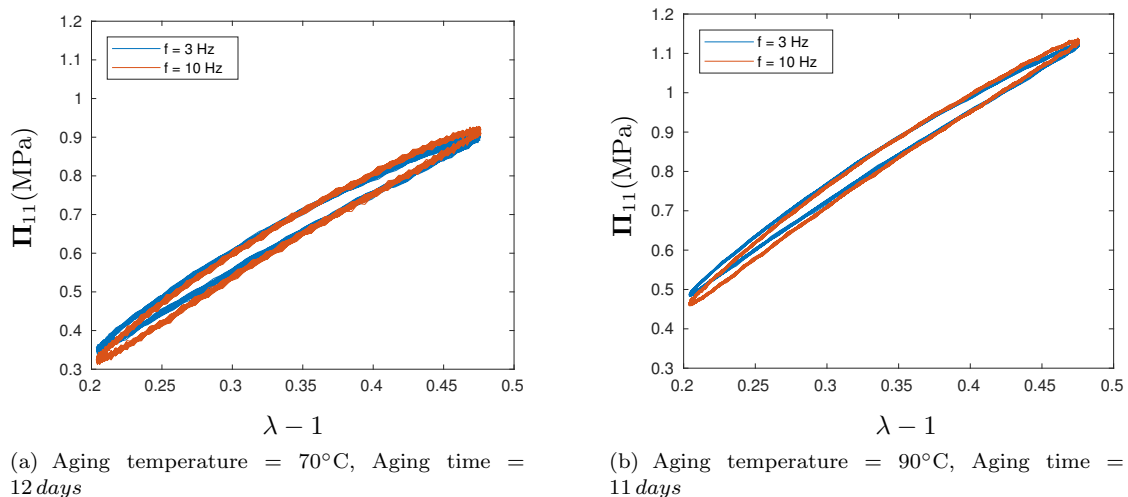 1.2
1.1
1
0.9
0.8
0.7
0.6
0.5
0.4
0.3
0.2 0.25 0.3 0.35 0.4 0.45 0.5
f = 3 Hz
f = 10 Hz
Π₁₁(MPa)
λ − 1
(a) Aging temperature = 70°C, Aging time =
12 days
1.2
1.1
1
0.9
0.8
0.7
0.6
0.5
0.4
0.3
0.2 0.25 0.3 0.35 0.4 0.45 0.5
f = 3 Hz
f = 10 Hz
Π₁₁(MPa)
λ − 1
(b) Aging temperature = 90°C, Aging time =
11 days